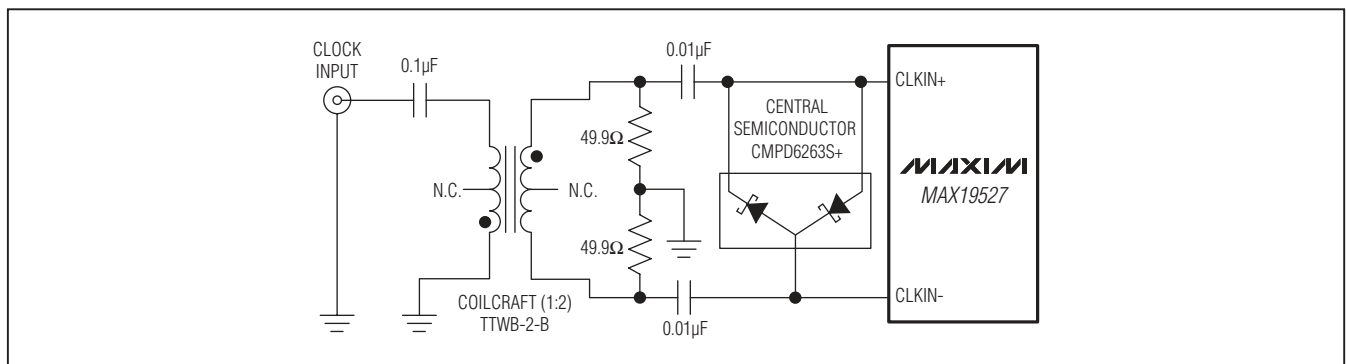 CLOCK
INPUT
0.1µF
0.01µF
CLKIN+
CENTRAL
SEMICONDUCTOR
CMPD6263S+
49.9Ω
MAXIM
MAX19527
N.C.
N.C.
49.9Ω
COILCRAFT (1:2)
TTWB-2-B
0.01µF
CLKIN-